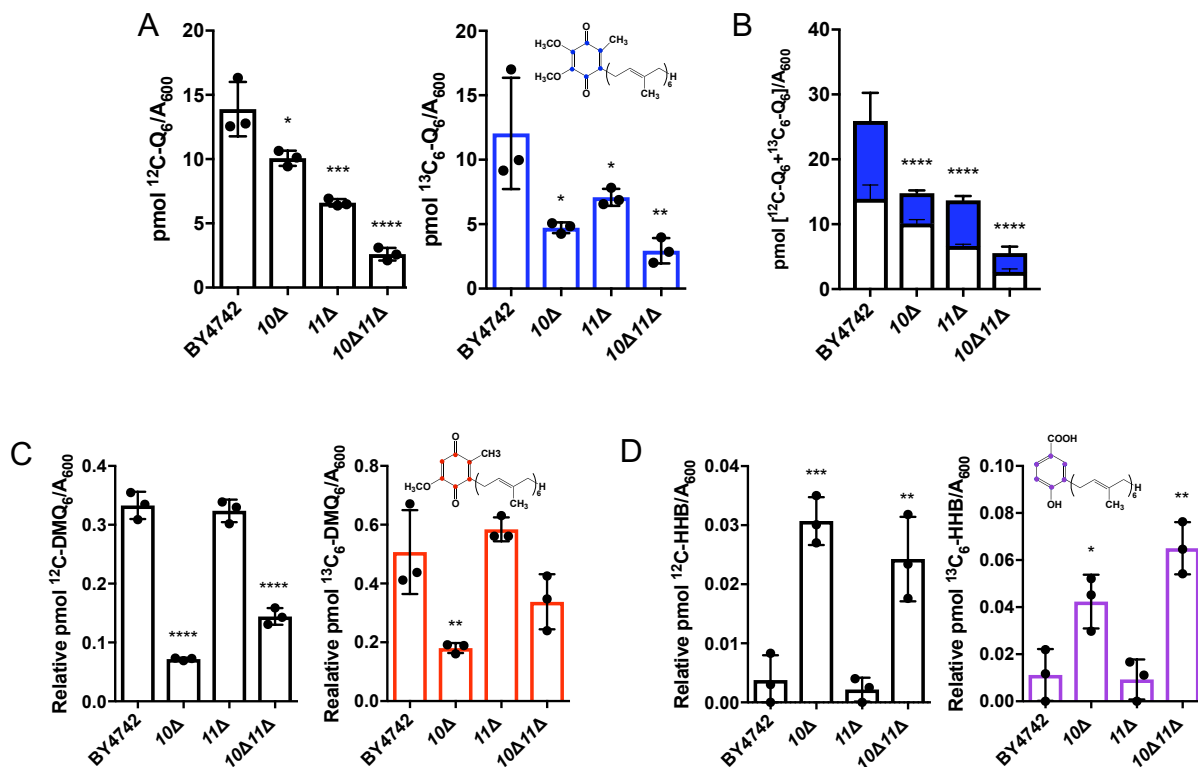 A
pmol ¹²C-Q₆/A₆₀₀
20
15
10
5
0
*
***
****
BY4742
10Δ
11Δ
10Δ11Δ
pmol ¹³C₆-Q₆/A₆₀₀
20
15
10
5
0
*
*
**
O
H₃CO
CH₃
H₃CO
O
CH₃
H
6
BY4742
10Δ
11Δ
10Δ11Δ
B
pmol [¹²C-Q₆+¹³C₆-Q₆]/A₆₀₀
40
30
20
10
0
****
****
****
BY4742
10Δ
11Δ
10Δ11Δ
C
Relative pmol ¹²C-DMQ₆/A₆₀₀
0.4
0.3
0.2
0.1
0.0
****
****
BY4742
10Δ
11Δ
10Δ11Δ
Relative pmol ¹³C₆-DMQ₆/A₆₀₀
0.8
0.6
0.4
0.2
0.0
**
O
CH3
H₃CO
O
CH₃
H
6
BY4742
10Δ
11Δ
10Δ11Δ
D
Relative pmol ¹²C-HHB/A₆₀₀
0.04
0.03
0.02
0.01
0.00
***
**
BY4742
10Δ
11Δ
10Δ11Δ
Relative pmol ¹³C₆-HHB/A₆₀₀
0.10
0.08
0.06
0.04
0.02
0.00
*
**
COOH
OH
CH₃
H
6
BY4742
10Δ
11Δ
10Δ11Δ